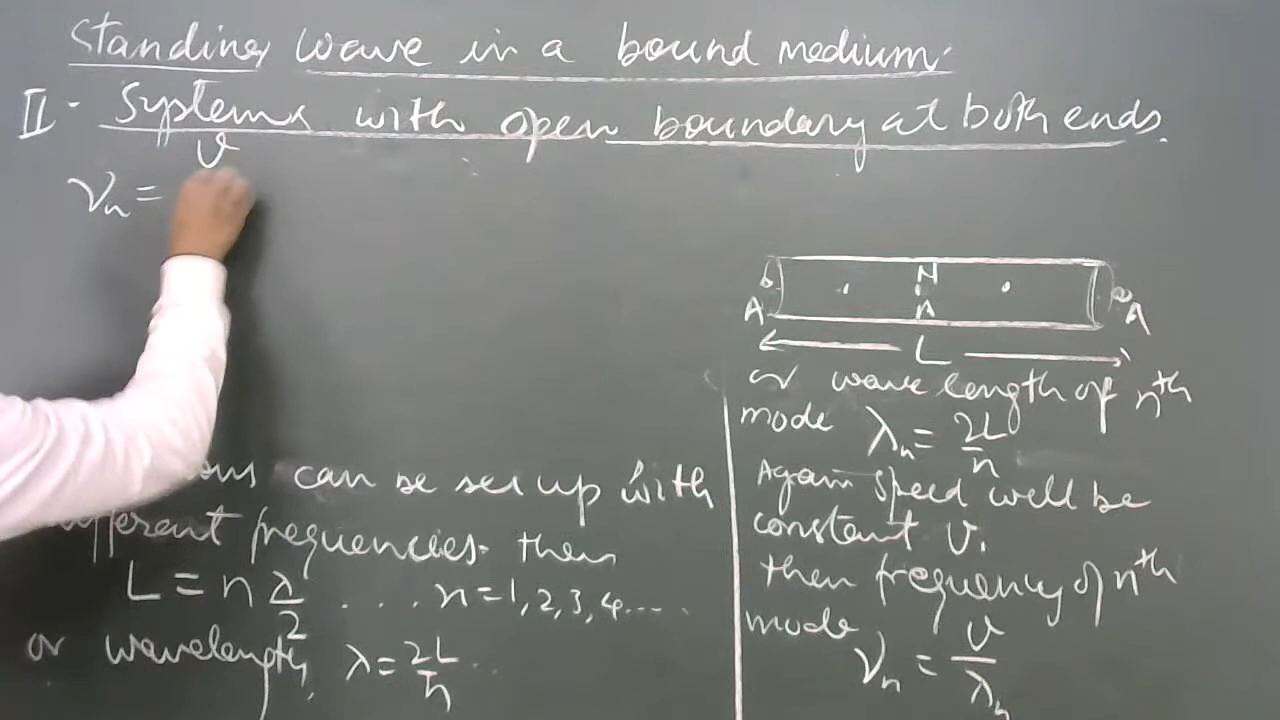 Standing wave in a bound medium.
II - Systems with open boundary at both ends.
νn = v
can be set up with
different frequencies. then
L = n λ/2 .... n = 1, 2, 3, 4....
or wavelength, λ = 2L/n ..
N
A A
L
or wave length of nth
mode λn = 2L/n
Again speed will be
constant v.
then frequency of nth
mode
νn = v/λn